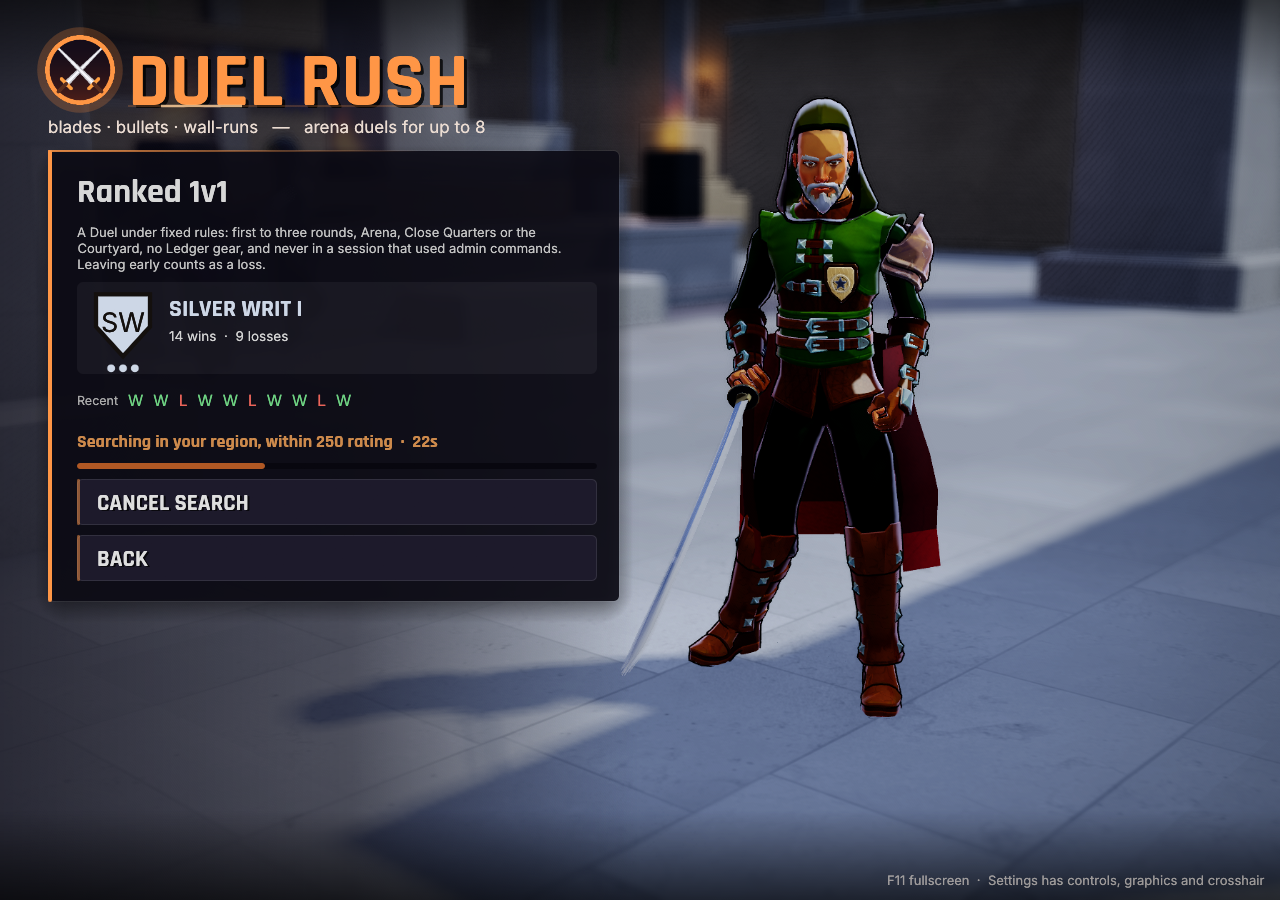 DUEL RUSH
blades · bullets · wall-runs — arena duels for up to 8
Ranked 1v1
A Duel under fixed rules: first to three rounds, Arena, Close Quarters or the
Courtyard, no Ledger gear, and never in a session that used admin commands.
Leaving early counts as a loss.
SW
SILVER WRIT I
14 wins · 9 losses
Recent W W L W W L W W L W
Searching in your region, within 250 rating · 22s
CANCEL SEARCH
BACK
F11 fullscreen · Settings has controls, graphics and crosshair